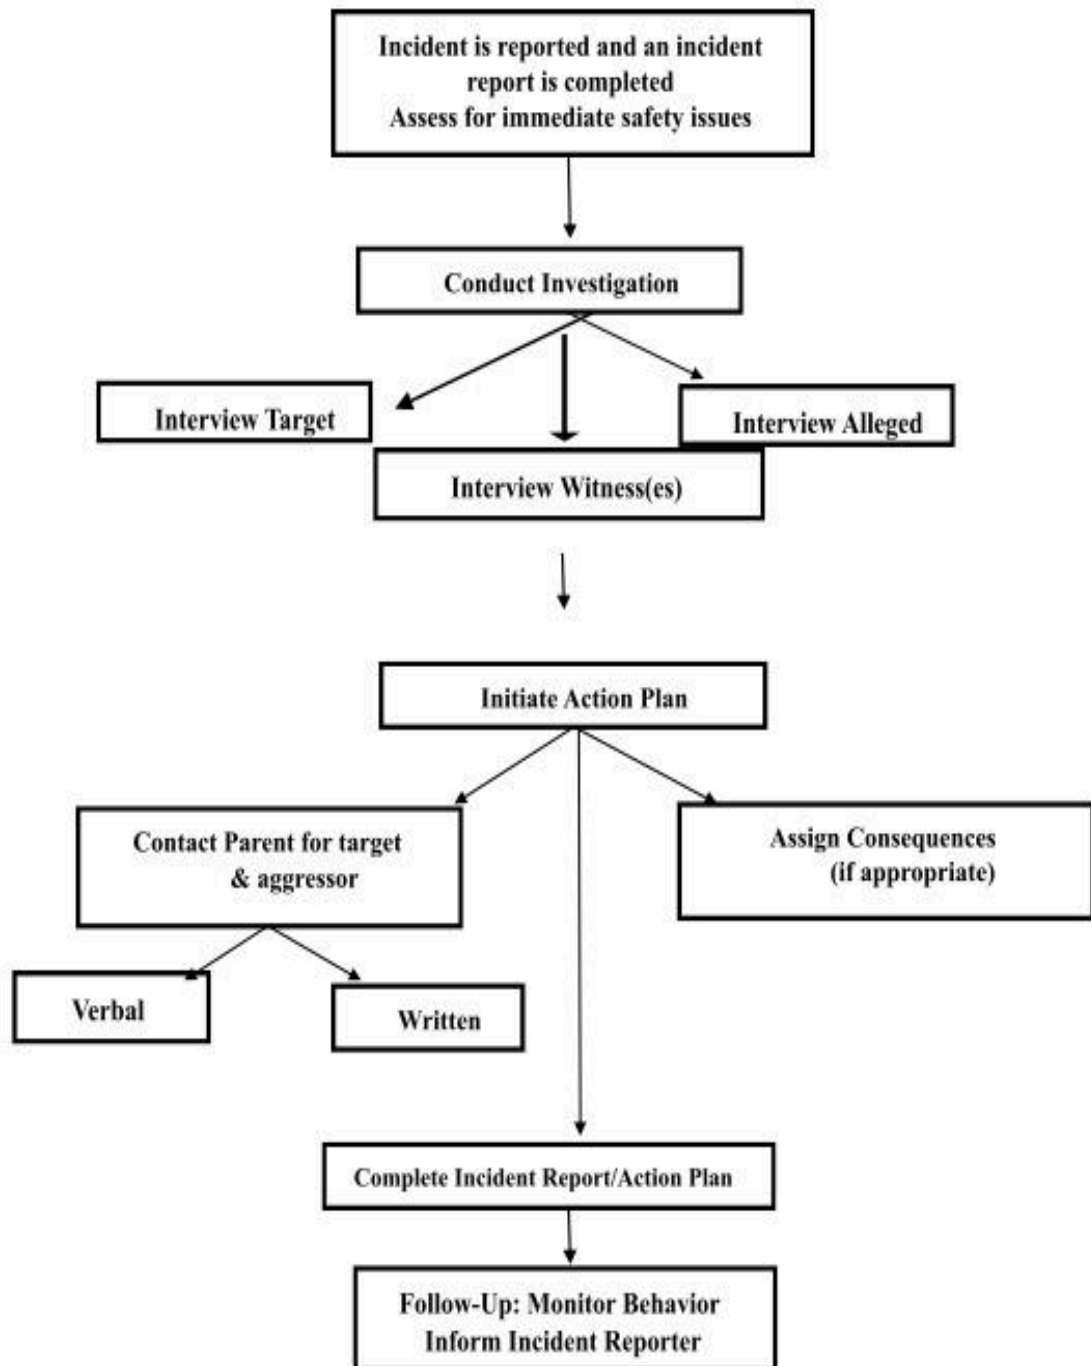 Incident is reported and an incident
report is completed
Assess for immediate safety issues
Conduct Investigation
Interview Target
Interview Alleged
Interview Witness(es)
Initiate Action Plan
Contact Parent for target
& aggressor
Assign Consequences
(if appropriate)
Verbal
Written
Complete Incident Report/Action Plan
Follow-Up: Monitor Behavior
Inform Incident Reporter